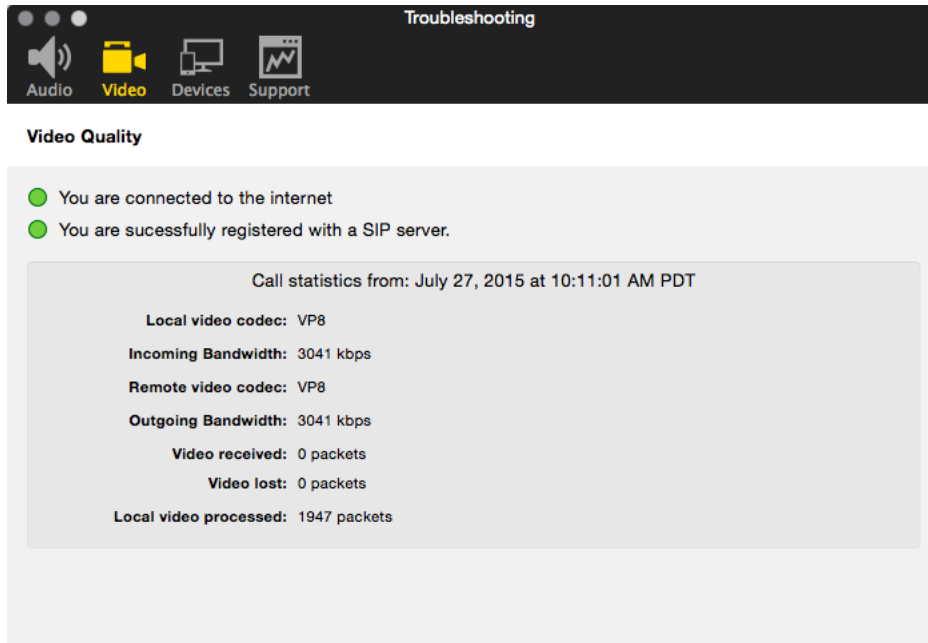 Troubleshooting
Audio Video Devices Support
Video Quality
You are connected to the internet
You are sucessfully registered with a SIP server.
Call statistics from: July 27, 2015 at 10:11:01 AM PDT
Local video codec: VP8
Incoming Bandwidth: 3041 kbps
Remote video codec: VP8
Outgoing Bandwidth: 3041 kbps
Video received: 0 packets
Video lost: 0 packets
Local video processed: 1947 packets